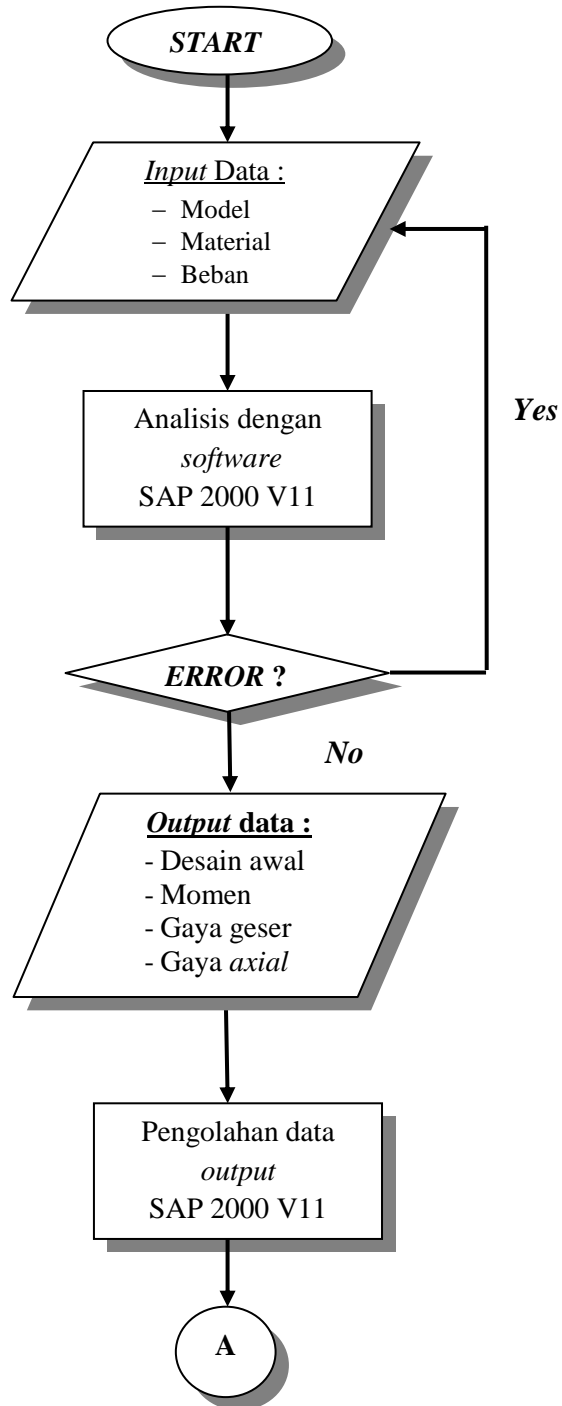 START
Input Data :
– Model
– Material
– Beban
Analisis dengan
software
SAP 2000 V11
Yes
ERROR ?
No
Output data :
- Desain awal
- Momen
- Gaya geser
- Gaya axial
Pengolahan data
output
SAP 2000 V11
A